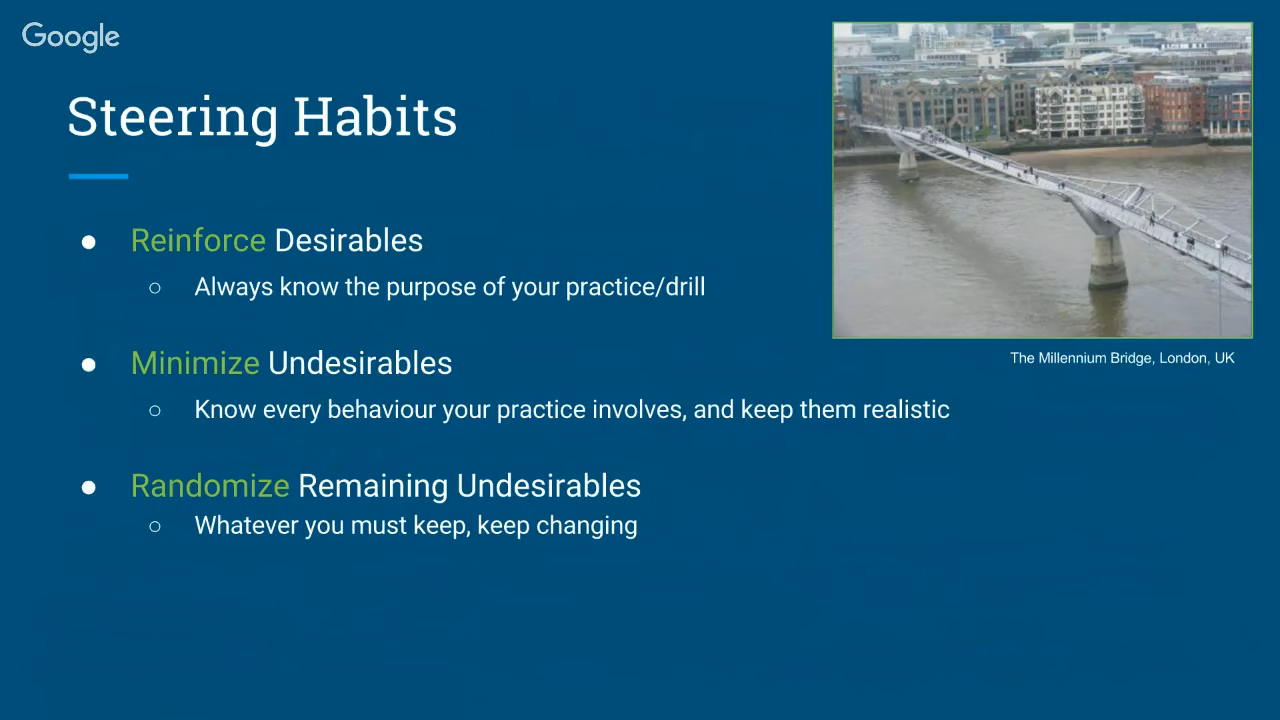 Google
Steering Habits
● Reinforce Desirables
○ Always know the purpose of your practice/drill
● Minimize Undesirables
○ Know every behaviour your practice involves, and keep them realistic
● Randomize Remaining Undesirables
○ Whatever you must keep, keep changing
The Millennium Bridge, London, UK